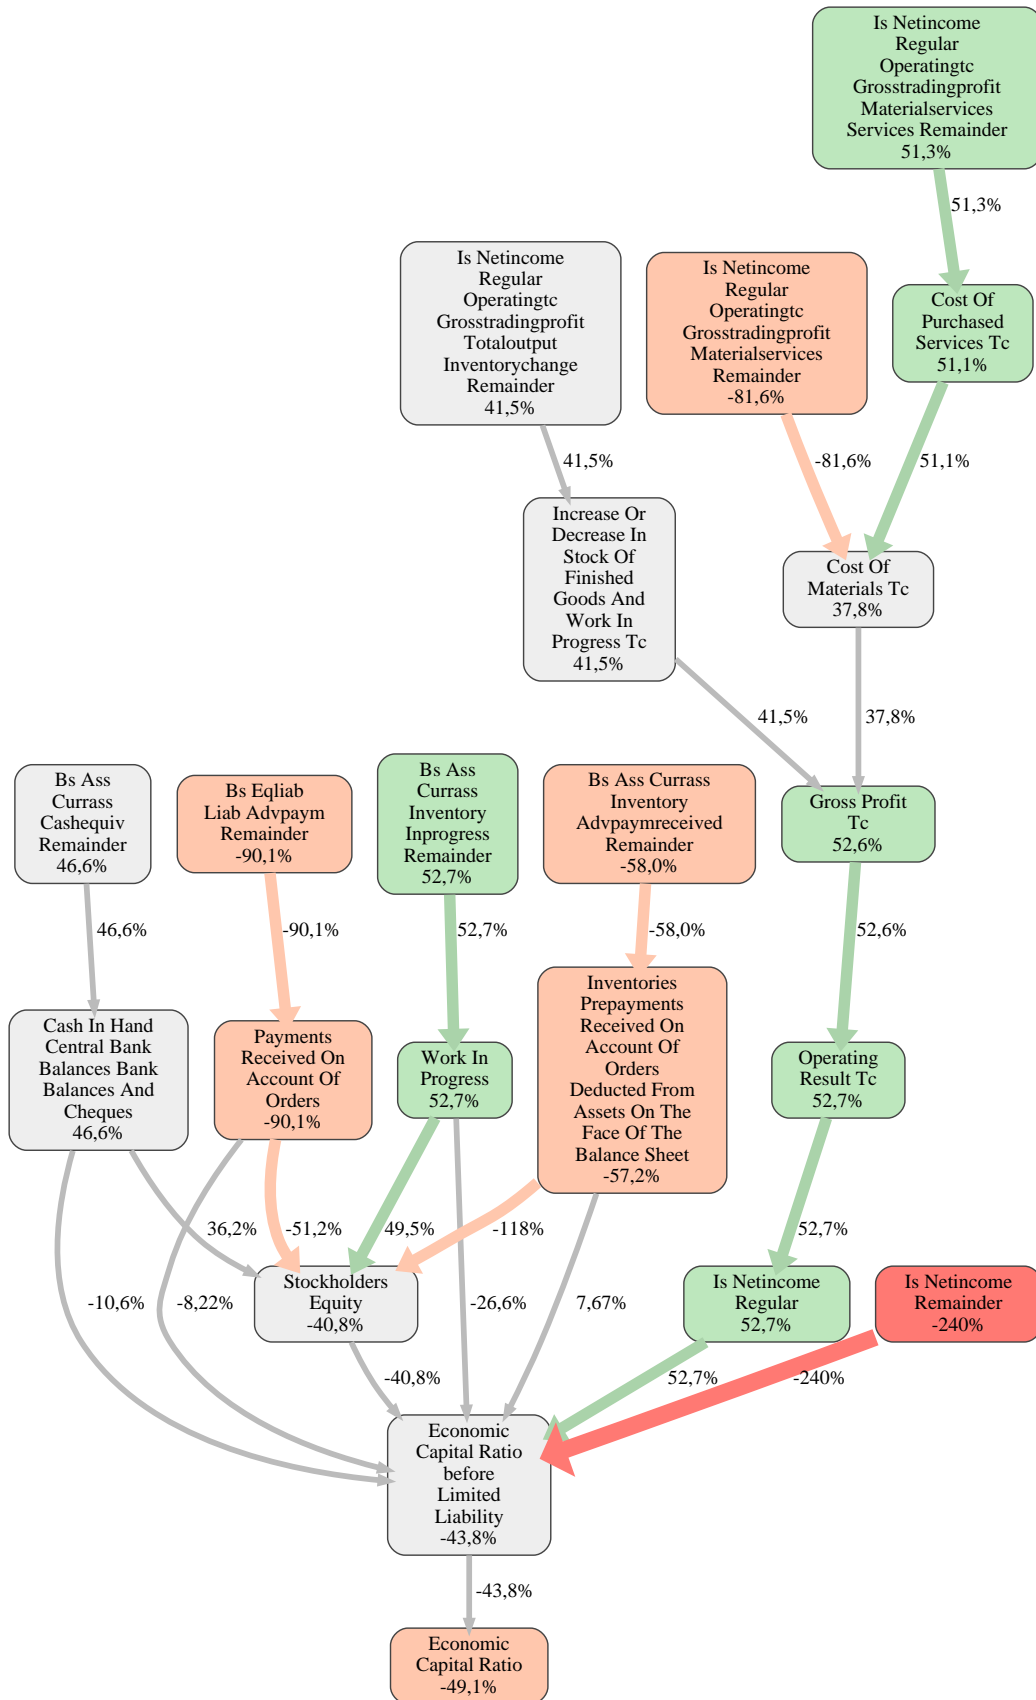 Is Netincome
Regular
Operatingtc
Grosstradingprofit
Materialservices
Services Remainder
51,3%
51,3%
Is Netincome
Regular
Operatingtc
Grosstradingprofit
Totaloutput
Inventorychange
Remainder
41,5%
Is Netincome
Regular
Operatingtc
Grosstradingprofit
Materialservices
Remainder
-81,6%
Cost Of
Purchased
Services Tc
51,1%
41,5%
-81,6%
51,1%
Increase Or
Decrease In
Stock Of
Finished
Goods And
Work In
Progress Tc
41,5%
Cost Of
Materials Tc
37,8%
41,5%
37,8%
Bs Ass
Currass
Cashequiv
Remainder
46,6%
Bs Eqliab
Liab Advpaym
Remainder
-90,1%
Bs Ass
Currass
Inventory
Inprogress
Remainder
52,7%
Bs Ass Currass
Inventory
Advpaymreceived
Remainder
-58,0%
Gross Profit
Tc
52,6%
46,6%
-90,1%
52,7%
-58,0%
52,6%
Cash In Hand
Central Bank
Balances Bank
Balances And
Cheques
46,6%
Payments
Received On
Account Of
Orders
-90,1%
Work In
Progress
52,7%
Inventories
Prepayments
Received On
Account Of
Orders
Deducted From
Assets On The
Face Of The
Balance Sheet
-57,2%
Operating
Result Tc
52,7%
36,2%
-51,2%
49,5%
-118%
52,7%
-10,6%
-8,22%
Stockholders
Equity
-40,8%
-26,6%
7,67%
Is Netincome
Regular
52,7%
Is Netincome
Remainder
-240%
-40,8%
52,7%
-240%
Economic
Capital Ratio
before
Limited
Liability
-43,8%
-43,8%
Economic
Capital Ratio
-49,1%